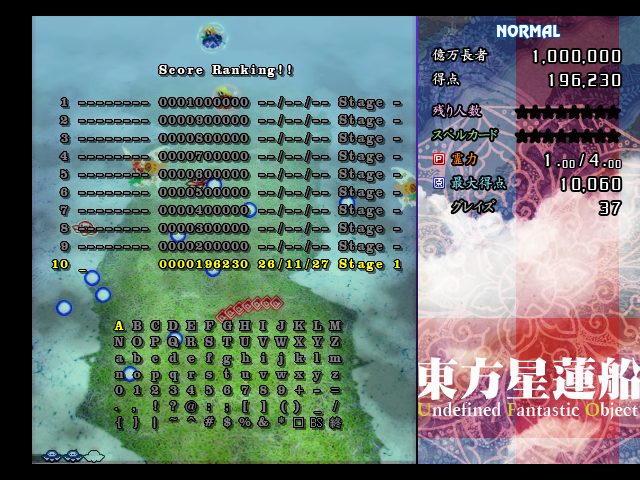 Score Ranking!!
1 -------- 0001000000 --/--/-- Stage -
2 -------- 0000900000 --/--/-- Stage -
3 -------- 0000800000 --/--/-- Stage -
4 -------- 0000700000 --/--/-- Stage -
5 -------- 0000600000 --/--/-- Stage -
6 -------- 0000500000 --/--/-- Stage -
7 -------- 0000400000 --/--/-- Stage -
8 -------- 0000300000 --/--/-- Stage -
9 -------- 0000200000 --/--/-- Stage -
10 _ 0000196230 26/11/27 Stage 1
A B C D E F G H I J K L M
N O P Q R S T U V W X Y Z
a b c d e f g h i j k l m
n o p q r s t u v w x y z
0 1 2 3 4 5 6 7 8 9 + - =
. , ! ? @ : ; [ ] ( ) _ /
{ } | ~ ^ # $ % & * □ BS 終
NORMAL
億万長者 1,000,000
得点 196,230
残り人数 ★★★★★★★★
スペルカード ★★★★★★★★
P 霊力 1.00/4.00
点 最大得点 10,060
グレイズ 37
東方星蓮船
Undefined Fantastic Object